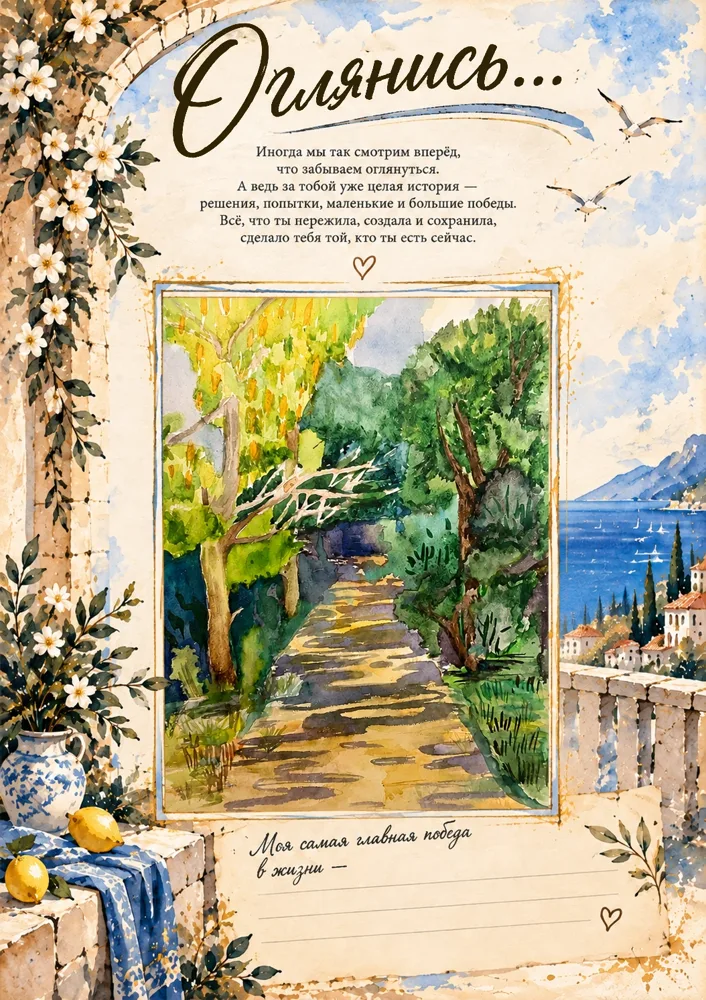 Оглянись...
Иногда мы так смотрим вперёд,
что забываем оглянуться.
А ведь за тобой уже целая история —
решения, попытки, маленькие и большие победы.
Всё, что ты нережила, создала и сохранила,
сделало тебя той, кто ты есть сейчас.
Моя самая главная победа
в жизни —